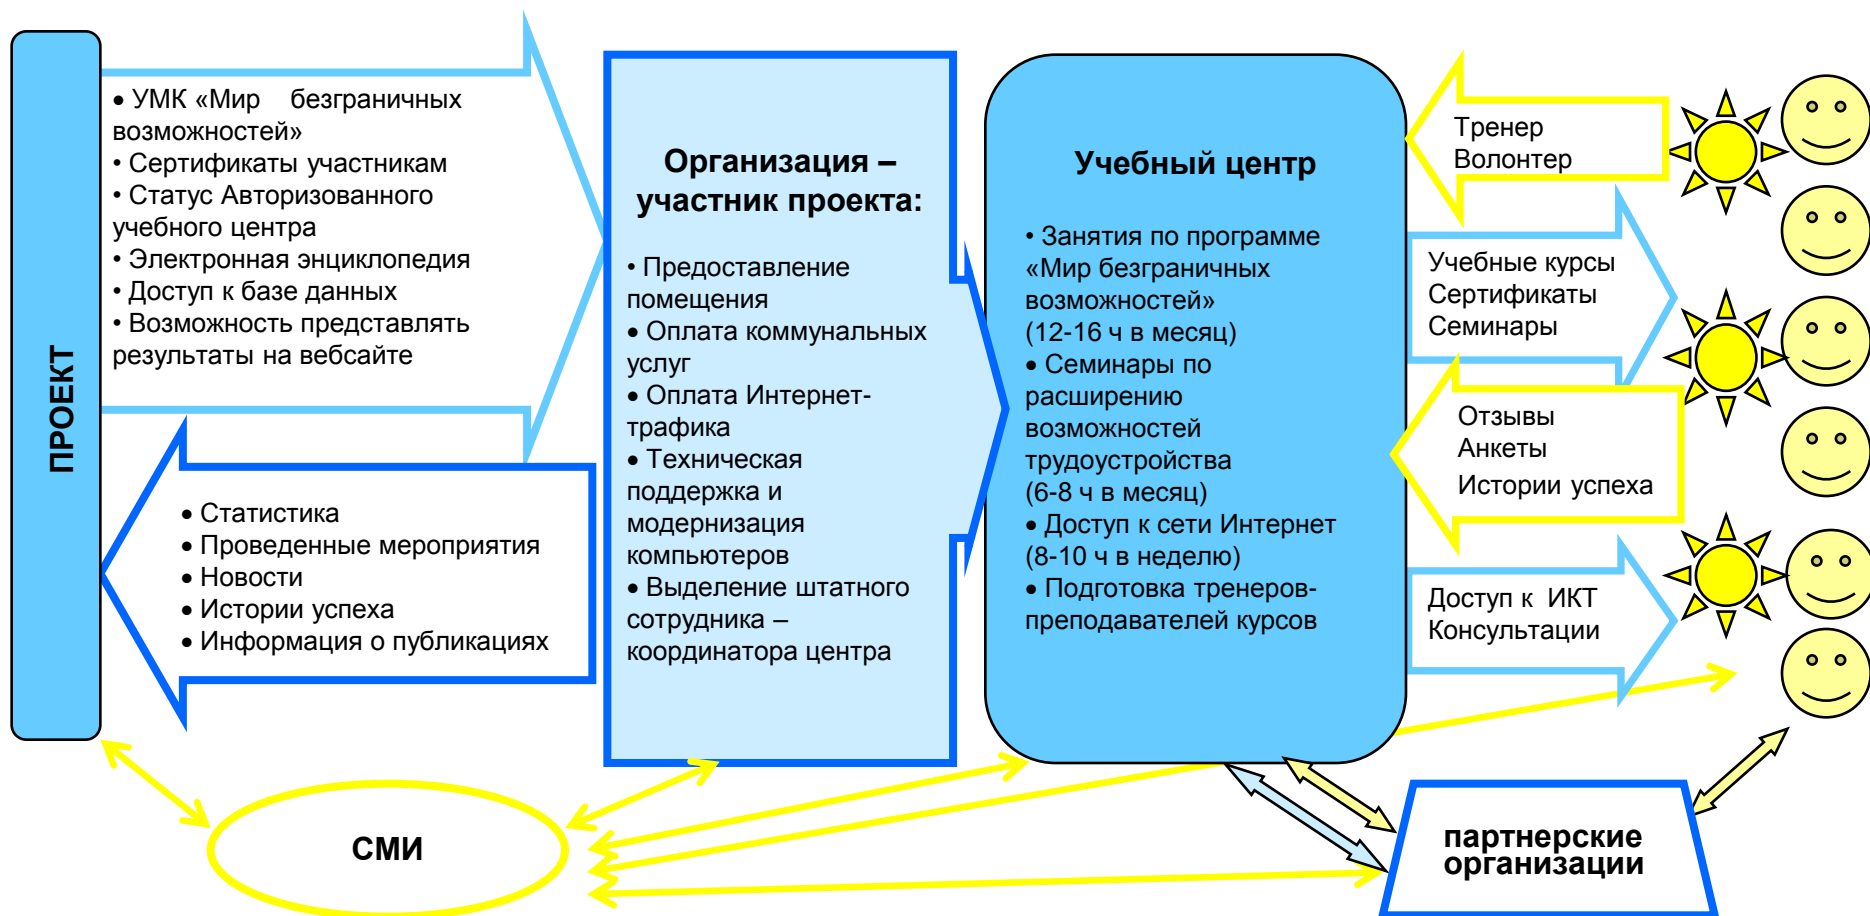 ПРОЕКТ
• УМК «Мир безграничных
возможностей»
• Сертификаты участникам
• Статус Авторизованного
учебного центра
• Электронная энциклопедия
• Доступ к базе данных
• Возможность представлять
результаты на вебсайте
• Статистика
• Проведенные мероприятия
• Новости
• Истории успеха
• Информация о публикациях
Организация –
участник проекта:
• Предоставление
помещения
• Оплата коммунальных
услуг
• Оплата Интернет-
трафика
• Техническая
поддержка и
модернизация
компьютеров
• Выделение штатного
сотрудника –
координатора центра
Учебный центр
• Занятия по программе
«Мир безграничных
возможностей»
(12-16 ч в месяц)
• Семинары по
расширению
возможностей
трудоустройства
(6-8 ч в месяц)
• Доступ к сети Интернет
(8-10 ч в неделю)
• Подготовка тренеров-
преподавателей курсов
Тренер
Волонтер
Учебные курсы
Сертификаты
Семинары
Отзывы
Анкеты
Истории успеха
Доступ к ИКТ
Консультации
СМИ
партнерские
организации